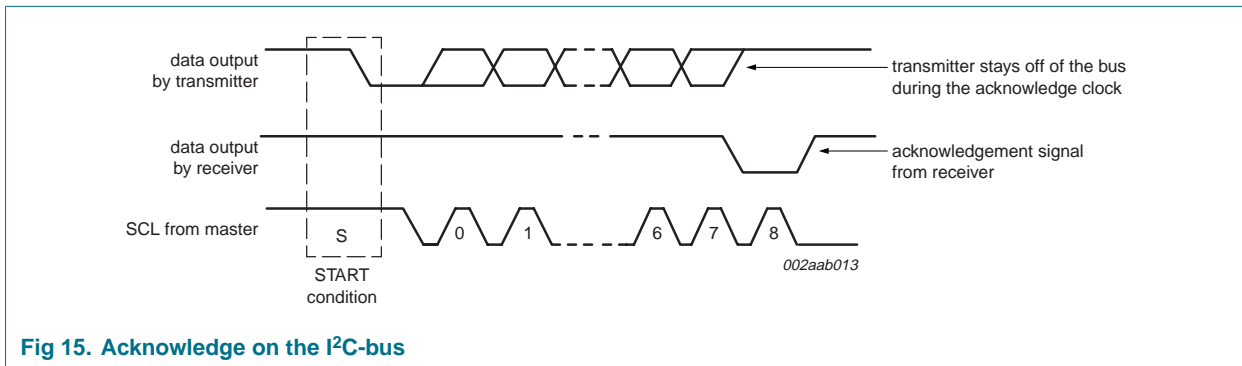 data output
by transmitter
transmitter stays off of the bus
during the acknowledge clock
data output
by receiver
acknowledgement signal
from receiver
SCL from master
S
0
1
6
7
8
002aab013
START
condition
Fig 15. Acknowledge on the I²C-bus